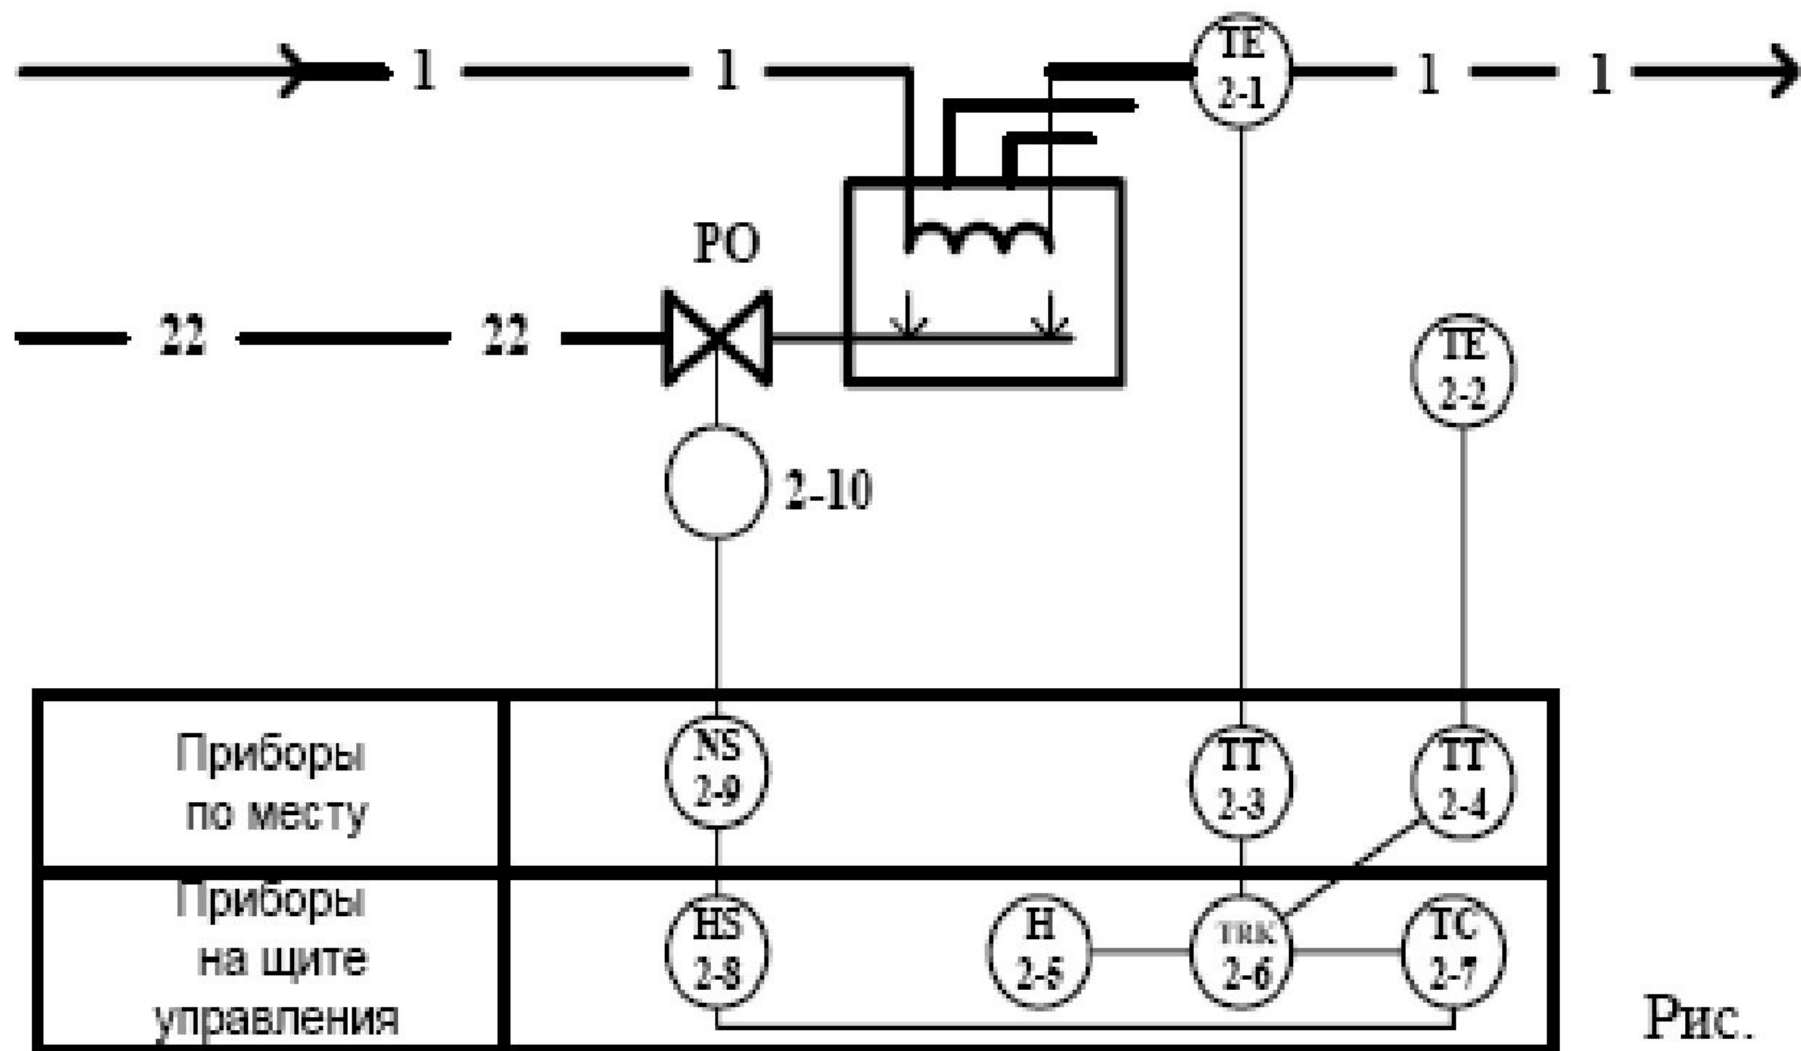 1 1 TE 1 1
2-1
РО
22 22
TE
2-2
2-10
Приборы
по месту
NS
2-9
TT
2-3
TT
2-4
Приборы
на щите
управления
HS
2-8
H
2-5
TRK
2-6
TC
2-7
Рис.